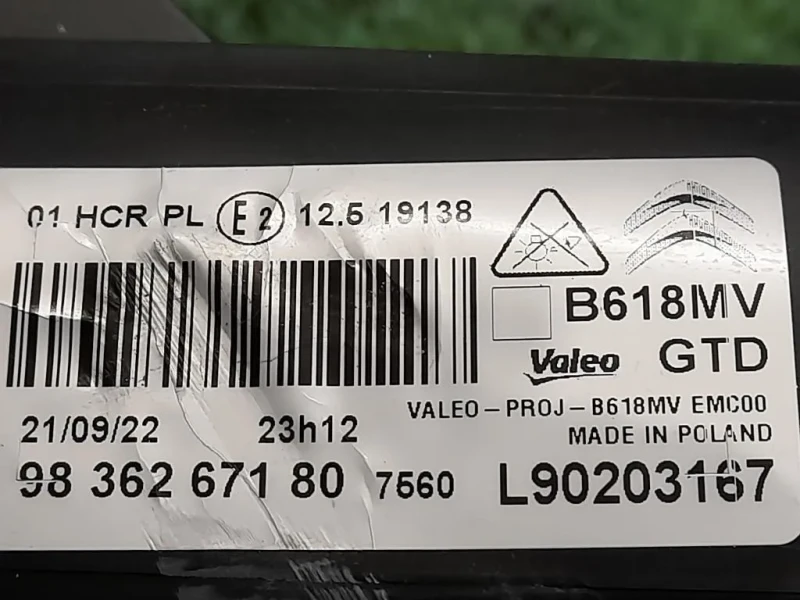 01 HCR PL E2 12.5 19138
B618MV
Valeo GTD
VALEO-PROJ-B618MV EMC00
21/09/22 23h12 MADE IN POLAND
98 362 671 80 7560 L90203167